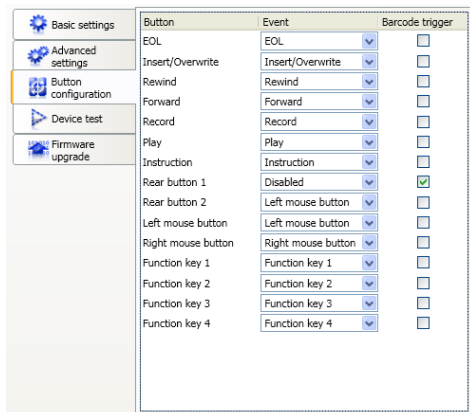 Basic settings
Advanced
settings
Button
configuration
Device test
Firmware
upgrade
Button Event Barcode trigger
EOL EOL
Insert/Overwrite Insert/Overwrite
Rewind Rewind
Forward Forward
Record Record
Play Play
Instruction Instruction
Rear button 1 Disabled
Rear button 2 Left mouse button
Left mouse button Left mouse button
Right mouse button Right mouse button
Function key 1 Function key 1
Function key 2 Function key 2
Function key 3 Function key 3
Function key 4 Function key 4